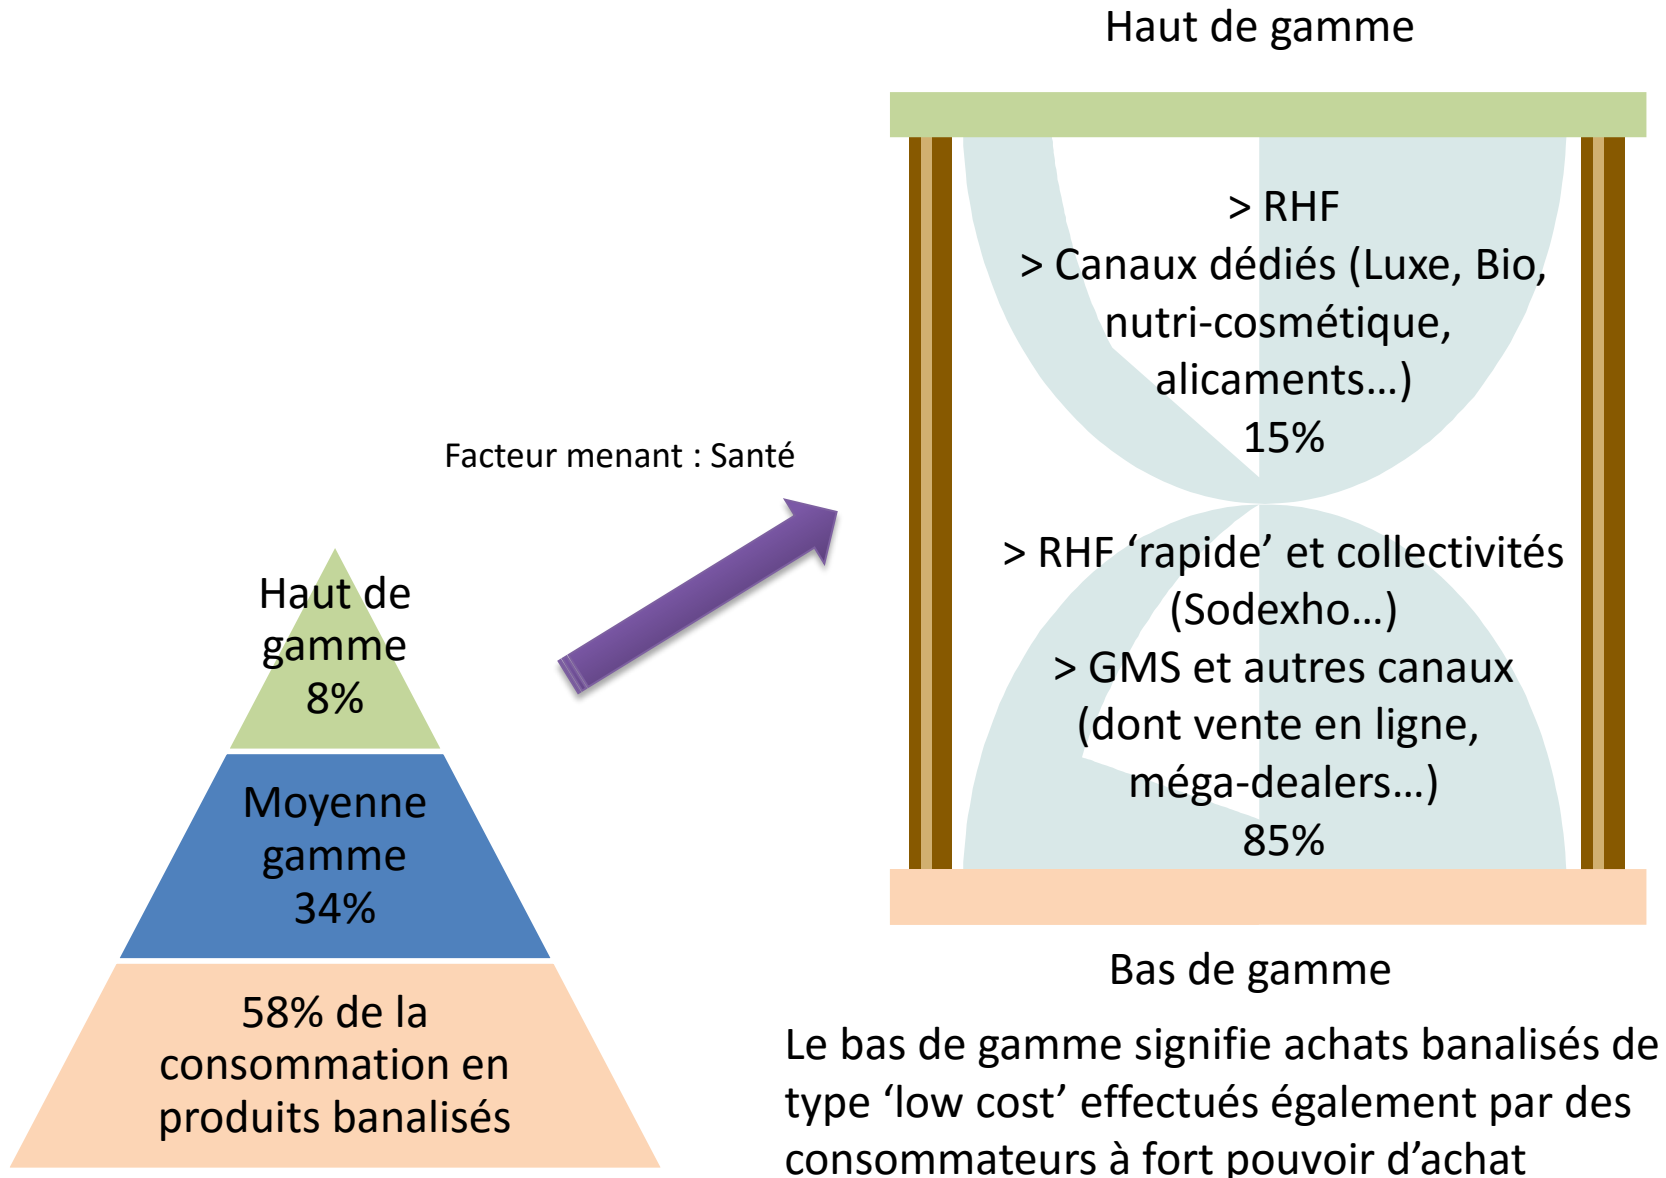 Haut de gamme
> RHF
> Canaux dédiés (Luxe, Bio,
nutri-cosmétique,
alicaments…)
15%
Facteur menant : Santé
> RHF ‘rapide’ et collectivités
(Sodexho…)
> GMS et autres canaux
(dont vente en ligne,
méga-dealers…)
85%
Haut de
gamme
8%
Moyenne
gamme
34%
58% de la
consommation en
produits banalisés
Bas de gamme
Le bas de gamme signifie achats banalisés de
type ‘low cost’ effectués également par des
consommateurs à fort pouvoir d’achat